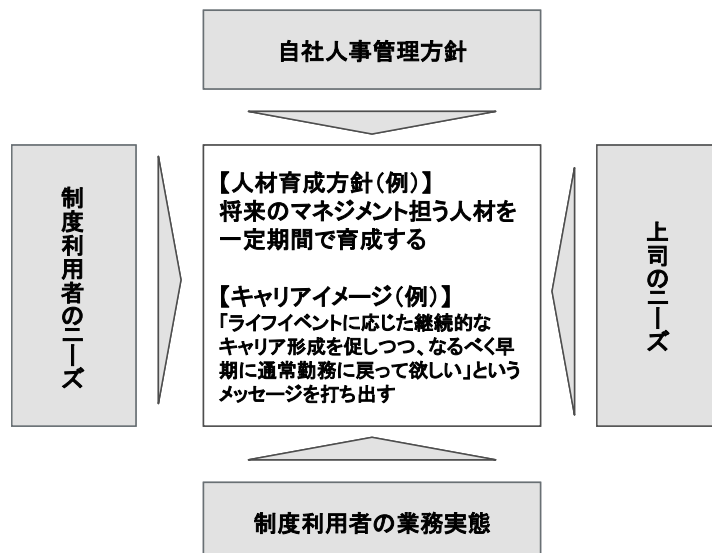 自社人事管理方針
制度利用者のニーズ
【人材育成方針(例)】
将来のマネジメント担う人材を
一定期間で育成する
【キャリアイメージ(例)】
「ライフイベントに応じた継続的な
キャリア形成を促しつつ、なるべく早
期に通常勤務に戻って欲しい」という
メッセージを打ち出す
上司のニーズ
制度利用者の業務実態